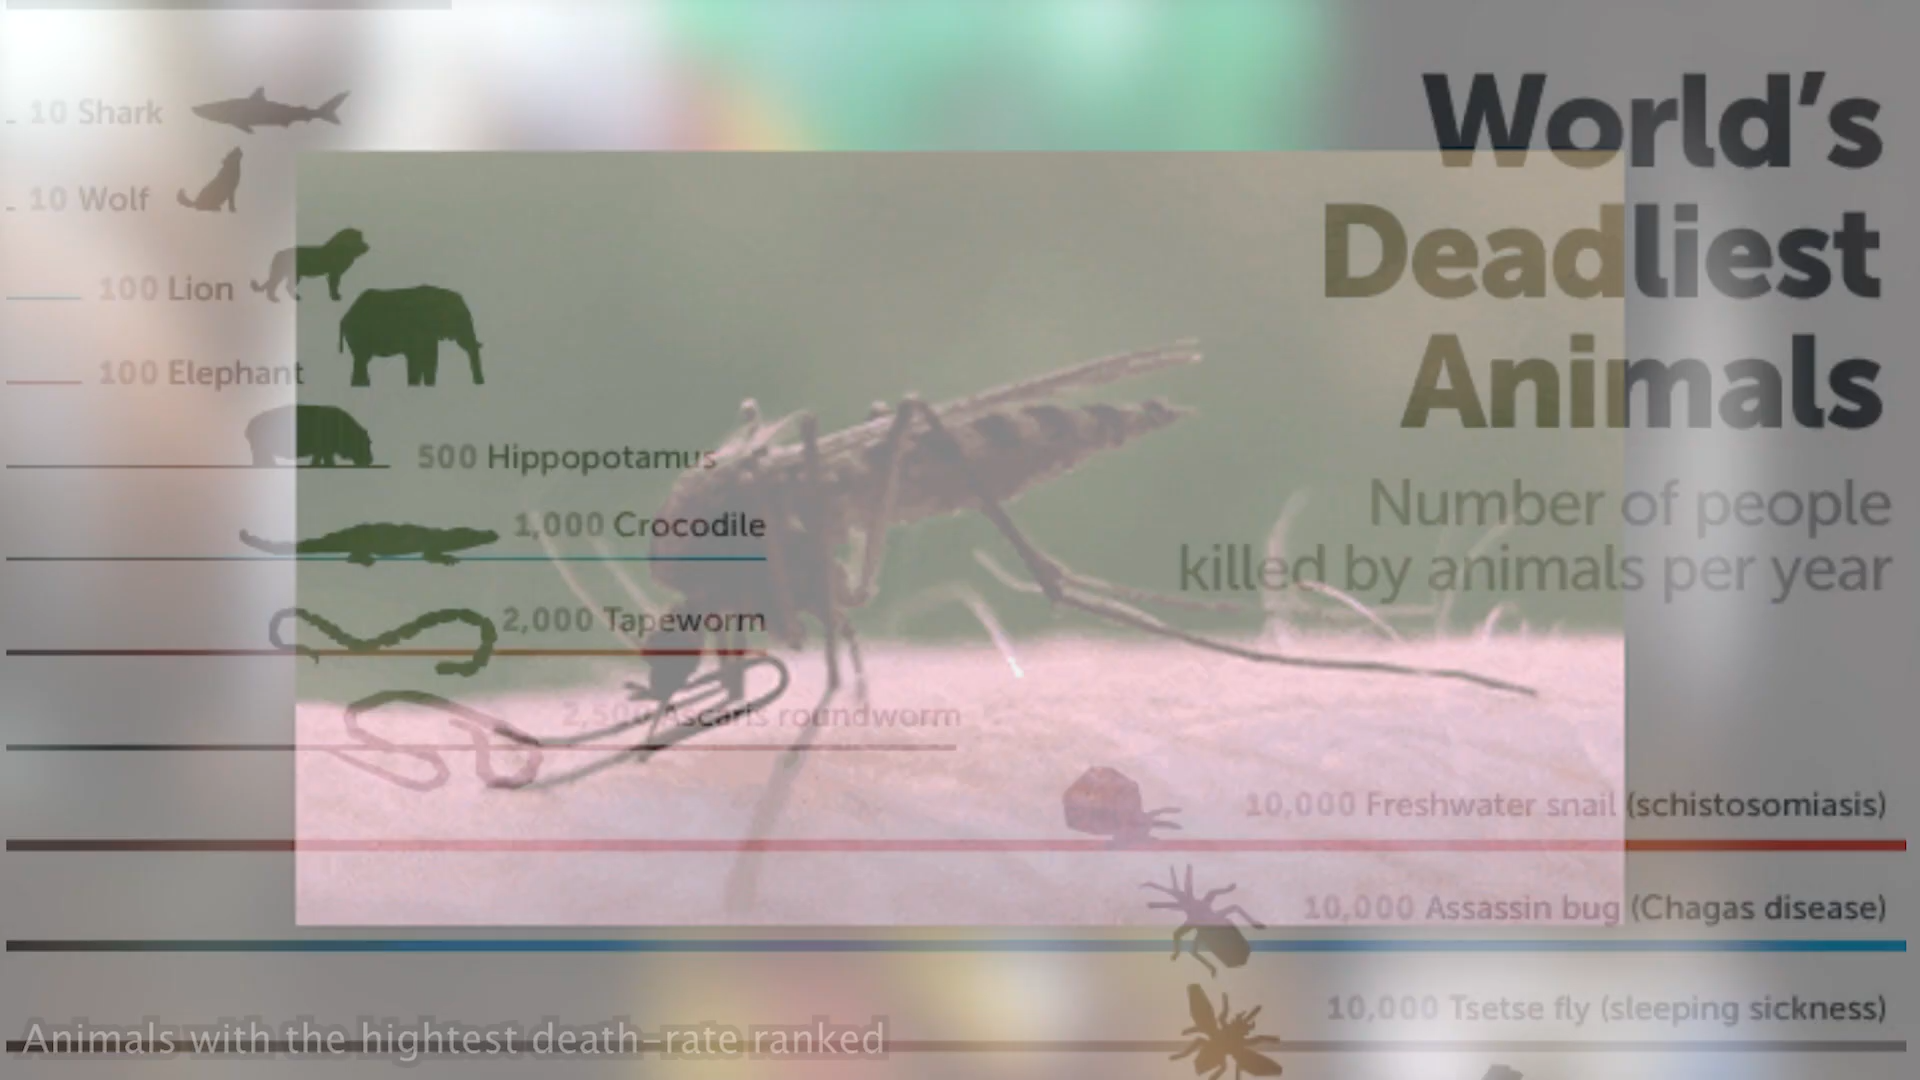 World's
Deadliest
Animals
Number of people
killed by animals per year
10 Shark
10 Wolf
100 Lion
100 Elephant
500 Hippopotamus
1,000 Crocodile
2,000 Tapeworm
2,500 Ascaris roundworm
10,000 Freshwater snail (schistosomiasis)
10,000 Assassin bug (Chagas disease)
10,000 Tsetse fly (sleeping sickness)
Animals with the hightest death-rate ranked